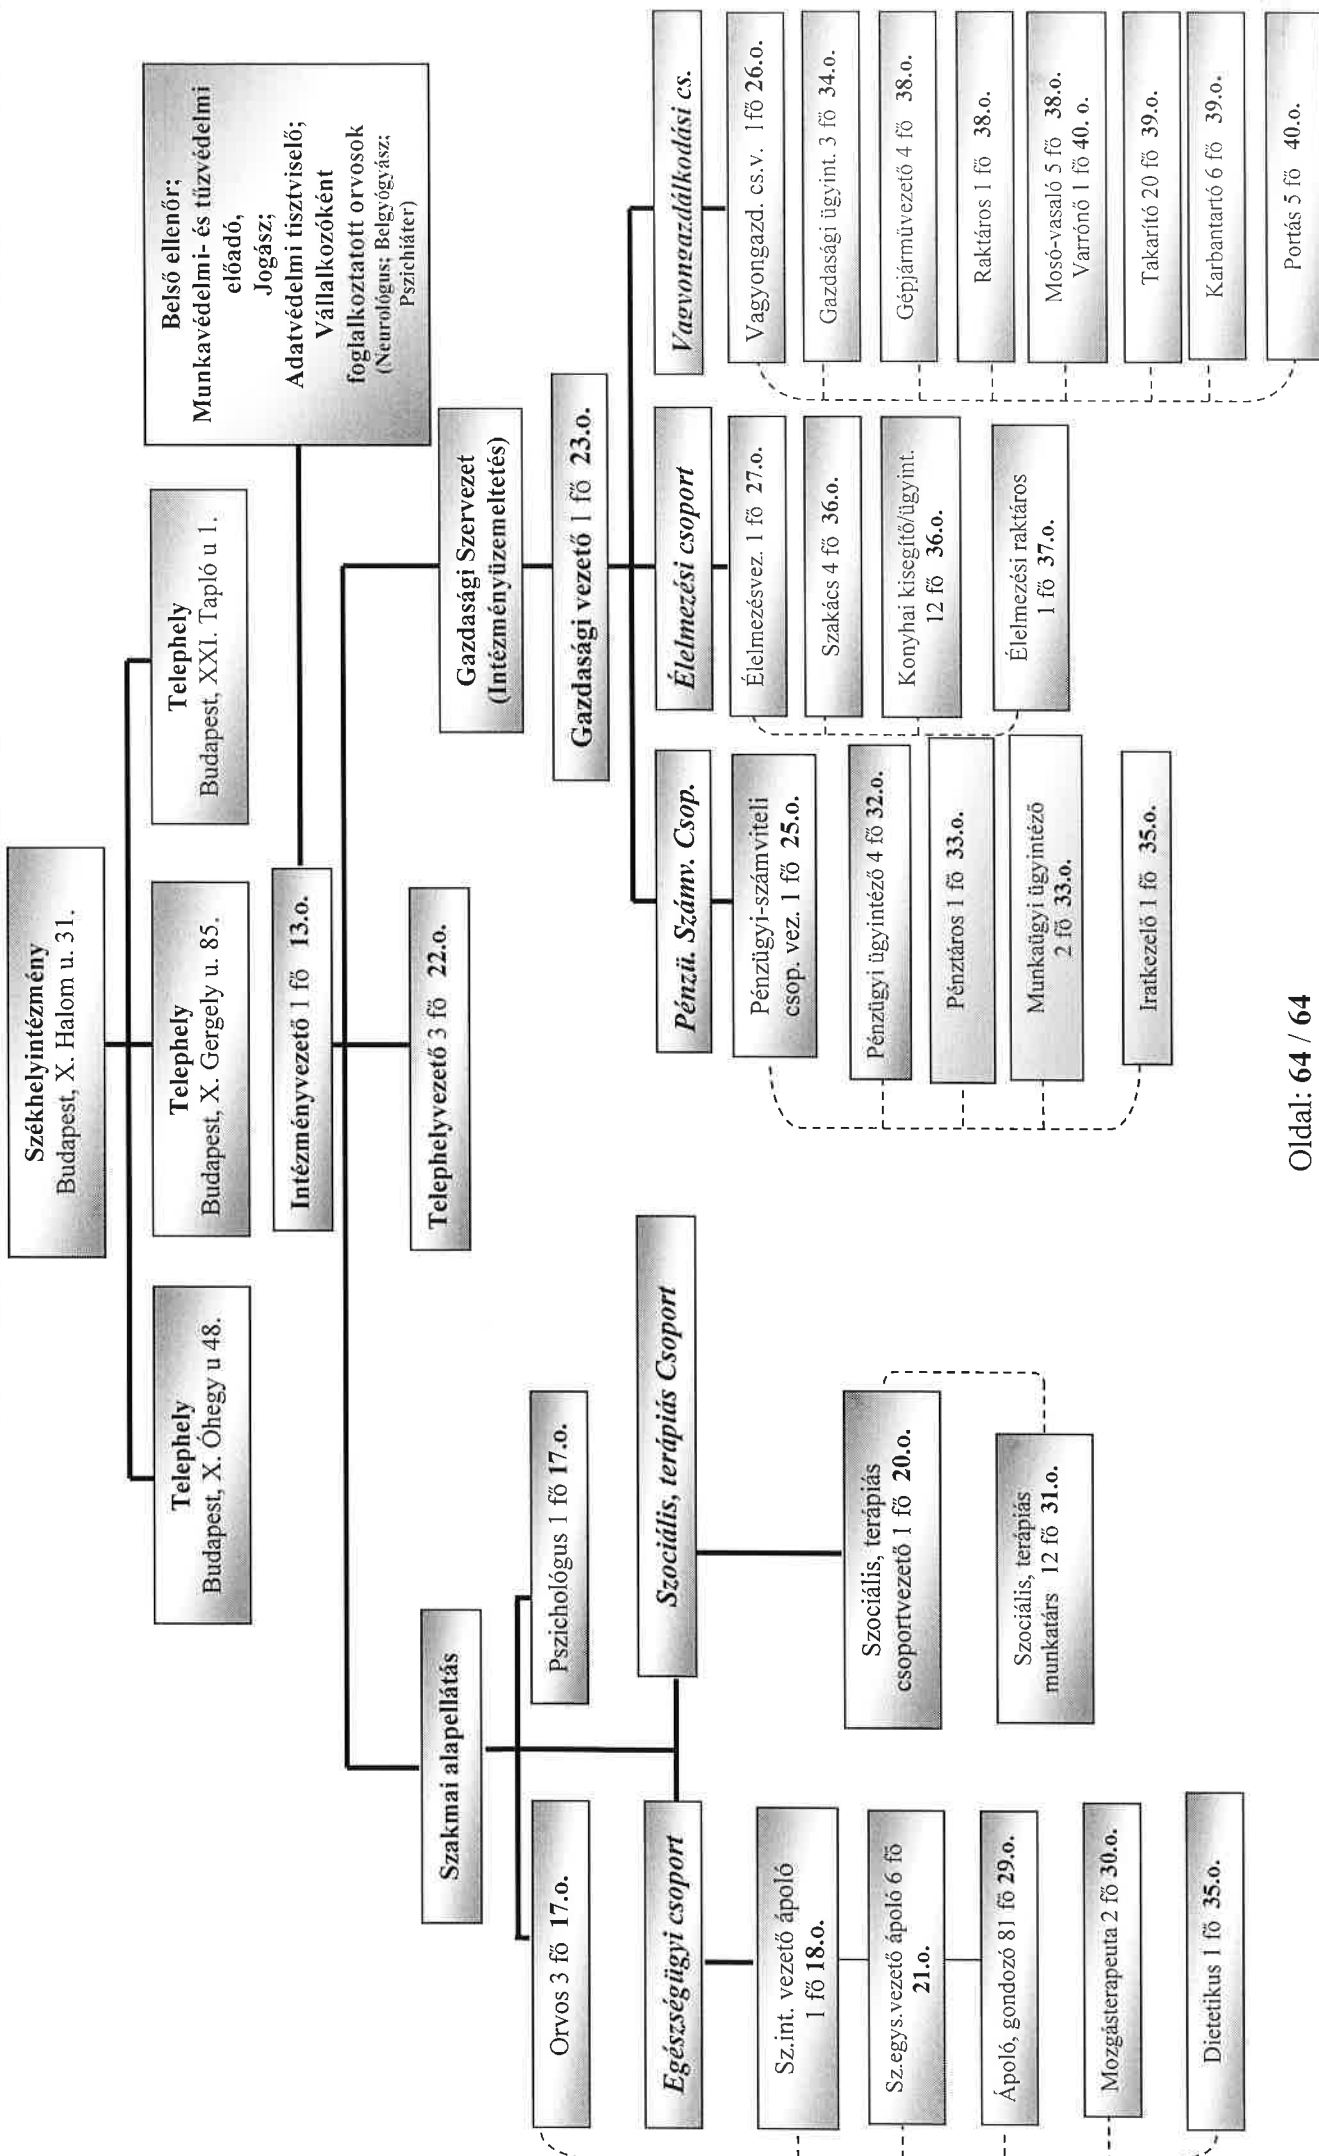 Székhelyintézmény
Budapest, X. Halom u. 31.
Telephely
Budapest, X. Óhegy u 48.
Telephely
Budapest, X. Gergely u. 85.
Telephely
Budapest, XXI. Tapló u 1.
Belső ellenőr;
Munkavédelmi- és tűzvédelmi
előadó,
Jogász;
Adatvédelmi tisztviselő;
Vállalkozóként
foglalkoztatott orvosok
(Neurológus; Belgyógyász;
Pszichiáter)
Intézményvezető 1 fő 13.o.
Telephelyvezető 3 fő 22.o.
Szakmai alapellátás
Orvos 3 fő 17.o.
Pszichológus 1 fő 17.o.
Egészségügyi csoport
Sz.int. vezető ápoló
1 fő 18.o.
Sz.egys.vezető ápoló 6 fő
21.o.
Ápoló, gondozó 81 fő 29.o.
Mozgásterapeuta 2 fő 30.o.
Dietetikus 1 fő 35.o.
Szociális, terápiás Csoport
Szociális, terápiás
csoportvezető 1 fő 20.o.
Szociális, terápiás
munkatárs 12 fő 31.o.
Gazdasági Szervezet
(Intézményüzemeltetés)
Gazdasági vezető 1 fő 23.o.
Pénzü. Számv. Csop.
Pénzügyi-számviteli
csop. vez. 1 fő 25.o.
Pénzügyi ügyintéző 4 fő 32.o.
Pénztáros 1 fő 33.o.
Munkaügyi ügyintéző
2 fő 33.o.
Iratkezelő 1 fő 35.o.
Élelmezési csoport
Élelmezésvez. 1 fő 27.o.
Szakács 4 fő 36.o.
Konyhai kisegítő/ügyint.
12 fő 36.o.
Élelmezési raktáros
1 fő 37.o.
Vagyongazdálkodási cs.
Vagyongazd. cs.v. 1fő 26.o.
Gazdasági ügyint. 3 fő 34.o.
Gépjárművezető 4 fő 38.o.
Raktáros 1 fő 38.o.
Mosó-vasaló 5 fő 38.o.
Varrónő 1 fő 40. o.
Takarító 20 fő 39.o.
Karbantartó 6 fő 39.o.
Portás 5 fő 40.o.
Oldal: 64 / 64